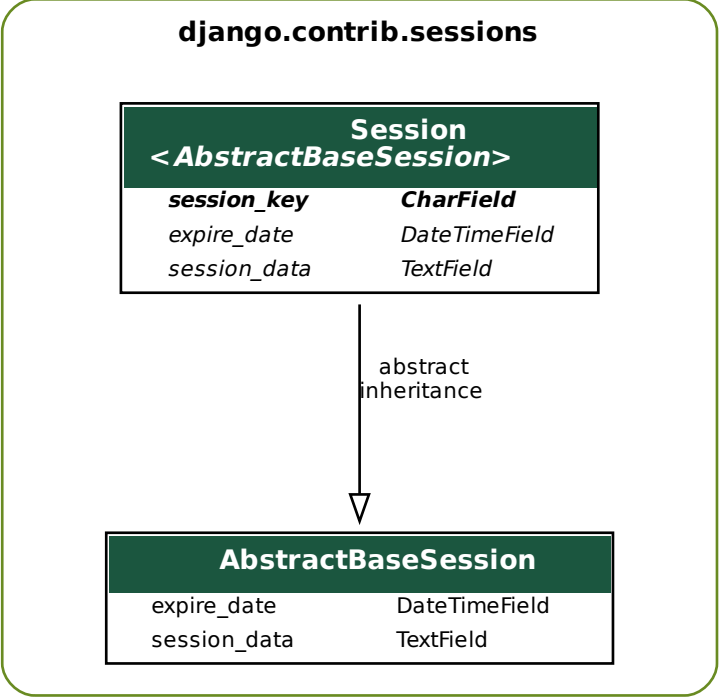 django.contrib.sessions
Session
<AbstractBaseSession>
session_key CharField
expire_date DateTimeField
session_data TextField
abstract
inheritance
AbstractBaseSession
expire_date DateTimeField
session_data TextField